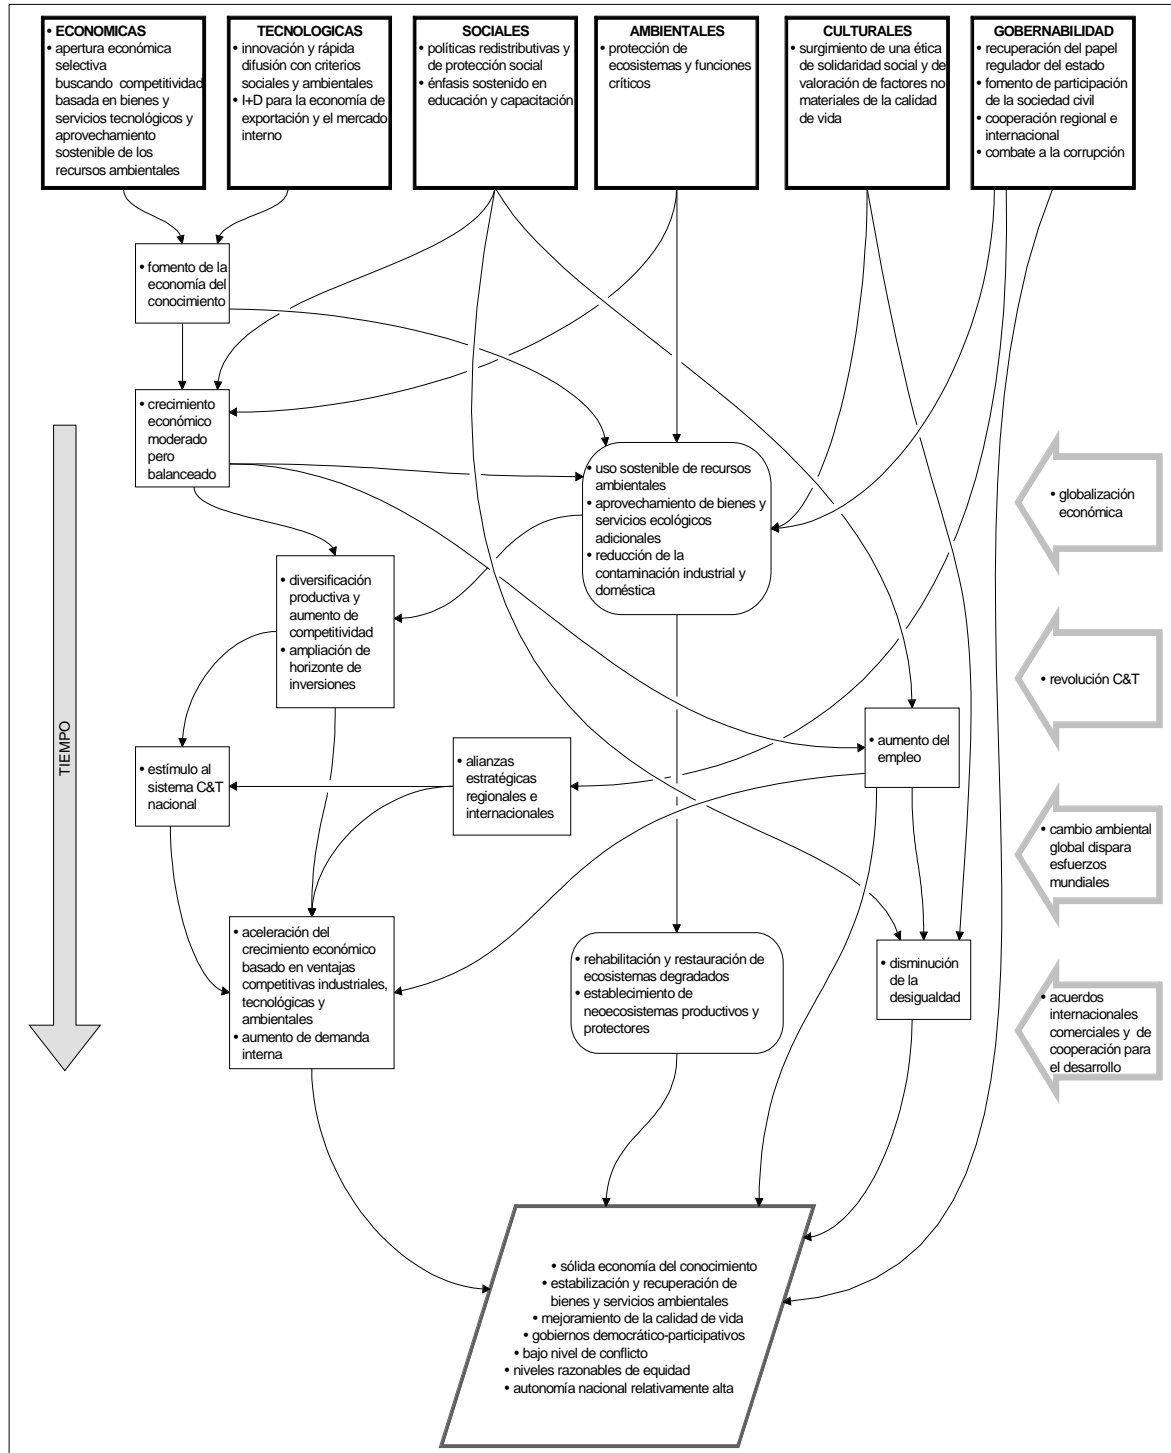 • ECONOMICAS
• apertura económica
selectiva
buscando competitividad
basada en bienes y
servicios tecnológicos y
aprovechamiento
sostenible de los
recursos ambientales
TECNOLOGICAS
• innovación y rápida
difusión con criterios
sociales y ambientales
• I+D para la economía de
exportación y el mercado
interno
SOCIALES
• políticas redistributivas y
de protección social
• énfasis sostenido en
educación y capacitación
AMBIENTALES
• protección de
ecosistemas y funciones
críticos
CULTURALES
• surgimiento de una ética
de solidaridad social y de
valoración de factores no
materiales de la calidad
de vida
GOBERNABILIDAD
• recuperación del papel
regulador del estado
• fomento de participación
de la sociedad civil
• cooperación regional e
internacional
• combate a la corrupción
• fomento de la
economía del
conocimiento
• crecimiento
económico
moderado
pero
balanceado
• uso sostenible de recursos
ambientales
• aprovechamiento de bienes y
servicios ecológicos
adicionales
• reducción de la
contaminación industrial y
doméstica
• globalización
económica
• diversificación
productiva y
aumento de
competitividad
• ampliación de
horizonte de
inversiones
• revolución C&T
TIEMPO
• estímulo al
sistema C&T
nacional
• alianzas
estratégicas
regionales e
internacionales
• aumento del
empleo
• cambio ambiental
global dispara
esfuerzos
mundiales
• aceleración del
crecimiento económico
basado en ventajas
competitivas industriales,
tecnológicas y
ambientales
• aumento de demanda
interna
• rehabilitación y restauración de
ecosistemas degradados
• establecimiento de
neoecosistemas productivos y
protectores
• disminución
de la
desigualdad
• acuerdos
internacionales
comerciales y de
cooperación para
el desarrollo
• sólida economía del conocimiento
• estabilización y recuperación de
bienes y servicios ambientales
• mejoramiento de la calidad de vida
• gobiernos democrático-participativos
• bajo nivel de conflicto
• niveles razonables de equidad
• autonomía nacional relativamente alta